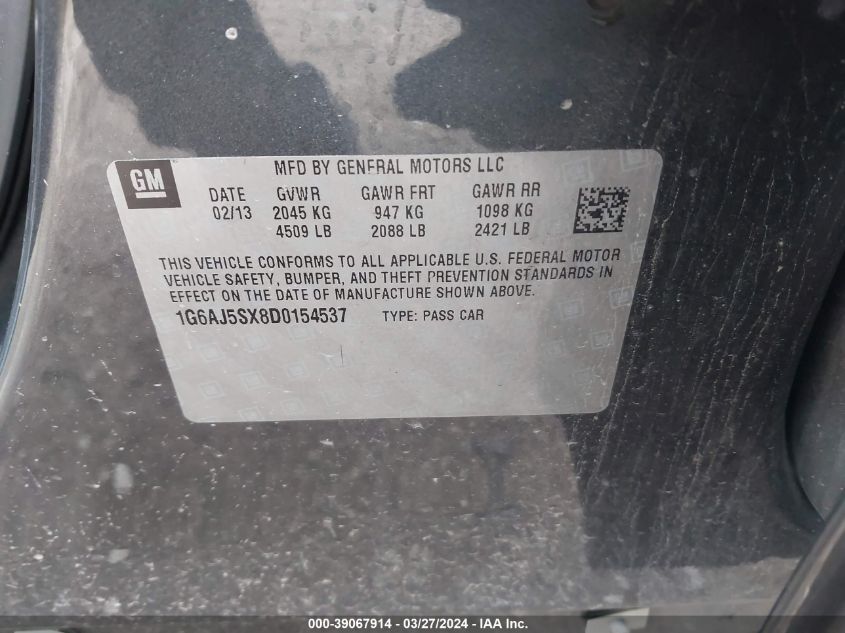 GM
MFD BY GENERAL MOTORS LLC
DATE GVWR GAWR FRT GAWR RR
02/13 2045 KG 947 KG 1098 KG
4509 LB 2088 LB 2421 LB
THIS VEHICLE CONFORMS TO ALL APPLICABLE U.S. FEDERAL MOTOR
VEHICLE SAFETY, BUMPER, AND THEFT PREVENTION STANDARDS IN
EFFECT ON THE DATE OF MANUFACTURE SHOWN ABOVE.
1G6AJ5SX8D0154537 TYPE: PASS CAR
000-39067914 - 03/27/2024 - IAA Inc.